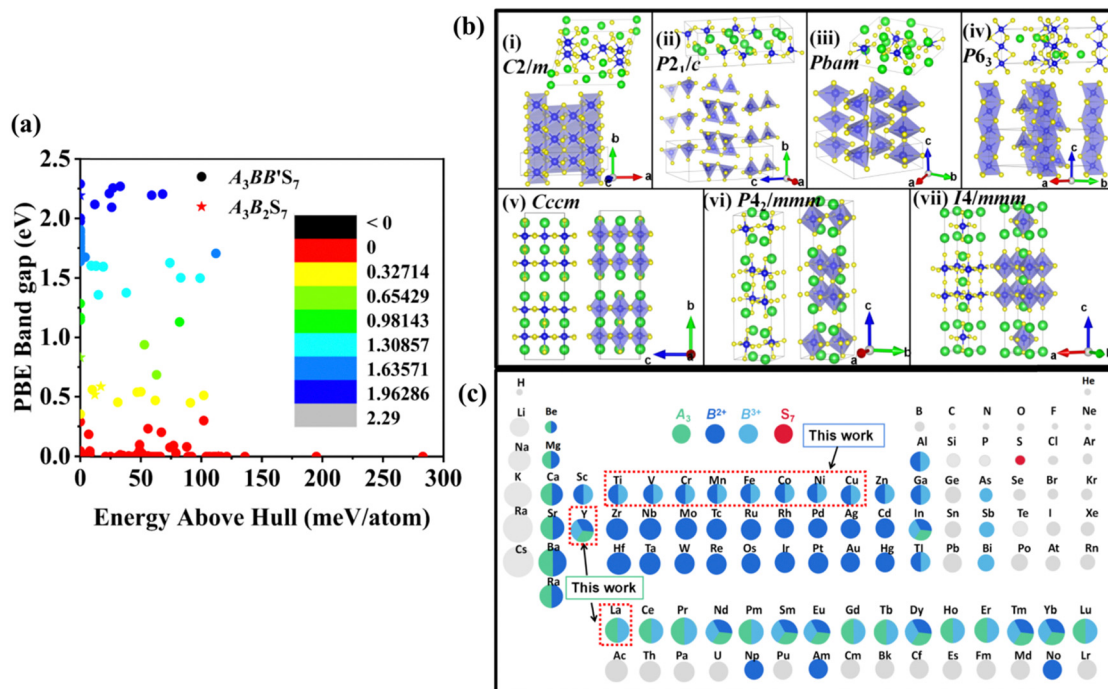 (a)
PBE Band gap (eV)
2.5
2.0
1.5
1.0
0.5
0.0
0 50 100 150 200 250 300
Energy Above Hull (meV/atom)
A₃BB'S₇
A₃B₂S₇
< 0
0
0.32714
0.65429
0.98143
1.30857
1.63571
1.96286
2.29
(b)
(i)
C2/m
b
c a
(ii)
P2₁/c
b
c a
(iii)
Pbam
c
a b
(iv)
P6₃
c
a b
(v) Cccm
b
c a
(vi) P4₂/mmm
c
a b
(vii) I4/mmm
c
a b
(c)
A₃ B²⁺ B³⁺ S₇
This work
H He
Li Be B C N O F Ne
Na Mg Al Si P S Cl Ar
K Ca Sc Ti V Cr Mn Fe Co Ni Cu Zn Ga Ge As Se Br Kr
Ra Sr Y Zr Nb Mo Tc Ru Rh Pd Ag Cd In Sn Sb Te I Xe
Cs Ba Hf Ta W Re Os Ir Pt Au Hg Tl Pb Bi Po At Rn
Ra
This work
La Ce Pr Nd Pm Sm Eu Gd Tb Dy Ho Er Tm Yb Lu
Ac Th Pa U Np Pu Am Cm Bk Cf Es Fm Md No Lr